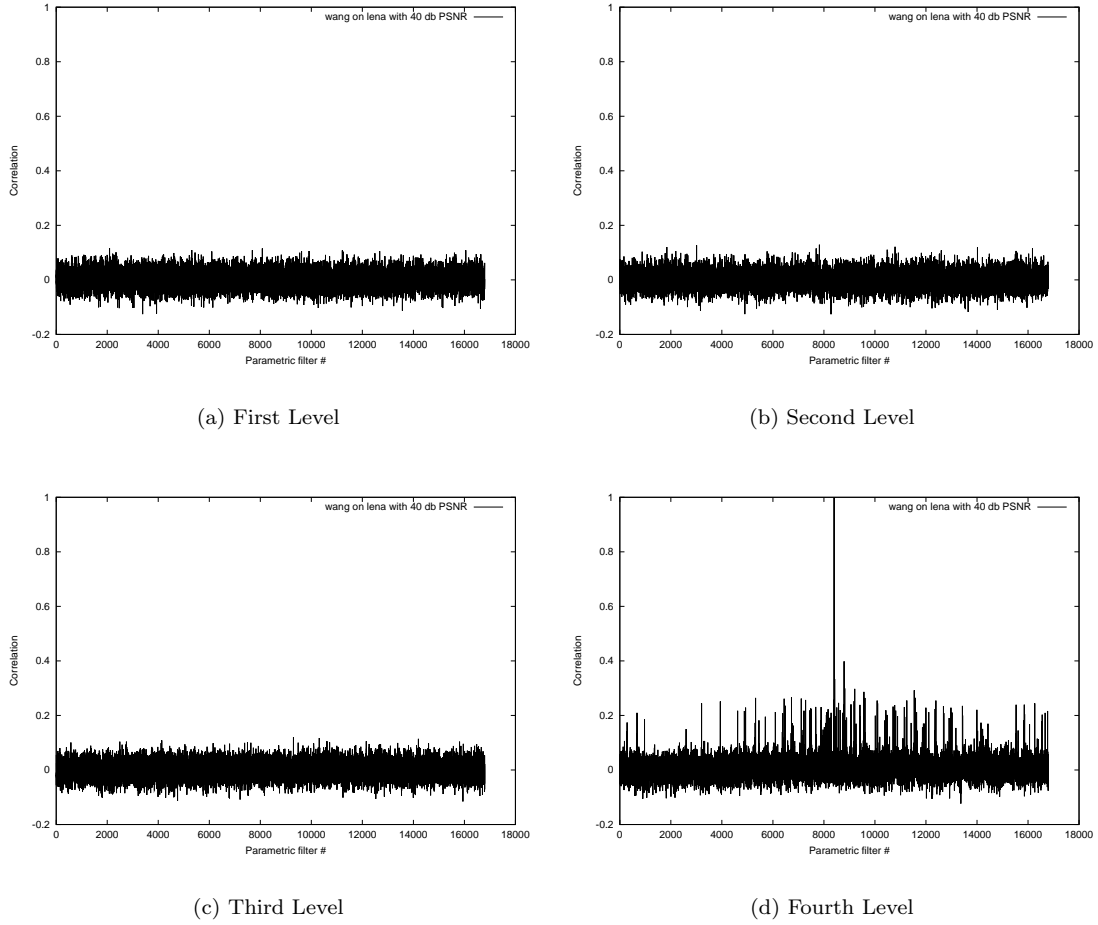 wang on lena with 40 db PSNR
1
0.8
0.6
0.4
0.2
0
-0.2
Correlation
0 2000 4000 6000 8000 10000 12000 14000 16000 18000
Parametric filter #
(a) First Level
wang on lena with 40 db PSNR
1
0.8
0.6
0.4
0.2
0
-0.2
Correlation
0 2000 4000 6000 8000 10000 12000 14000 16000 18000
Parametric filter #
(b) Second Level
wang on lena with 40 db PSNR
1
0.8
0.6
0.4
0.2
0
-0.2
Correlation
0 2000 4000 6000 8000 10000 12000 14000 16000 18000
Parametric filter #
(c) Third Level
wang on lena with 40 db PSNR
1
0.8
0.6
0.4
0.2
0
-0.2
Correlation
0 2000 4000 6000 8000 10000 12000 14000 16000 18000
Parametric filter #
(d) Fourth Level